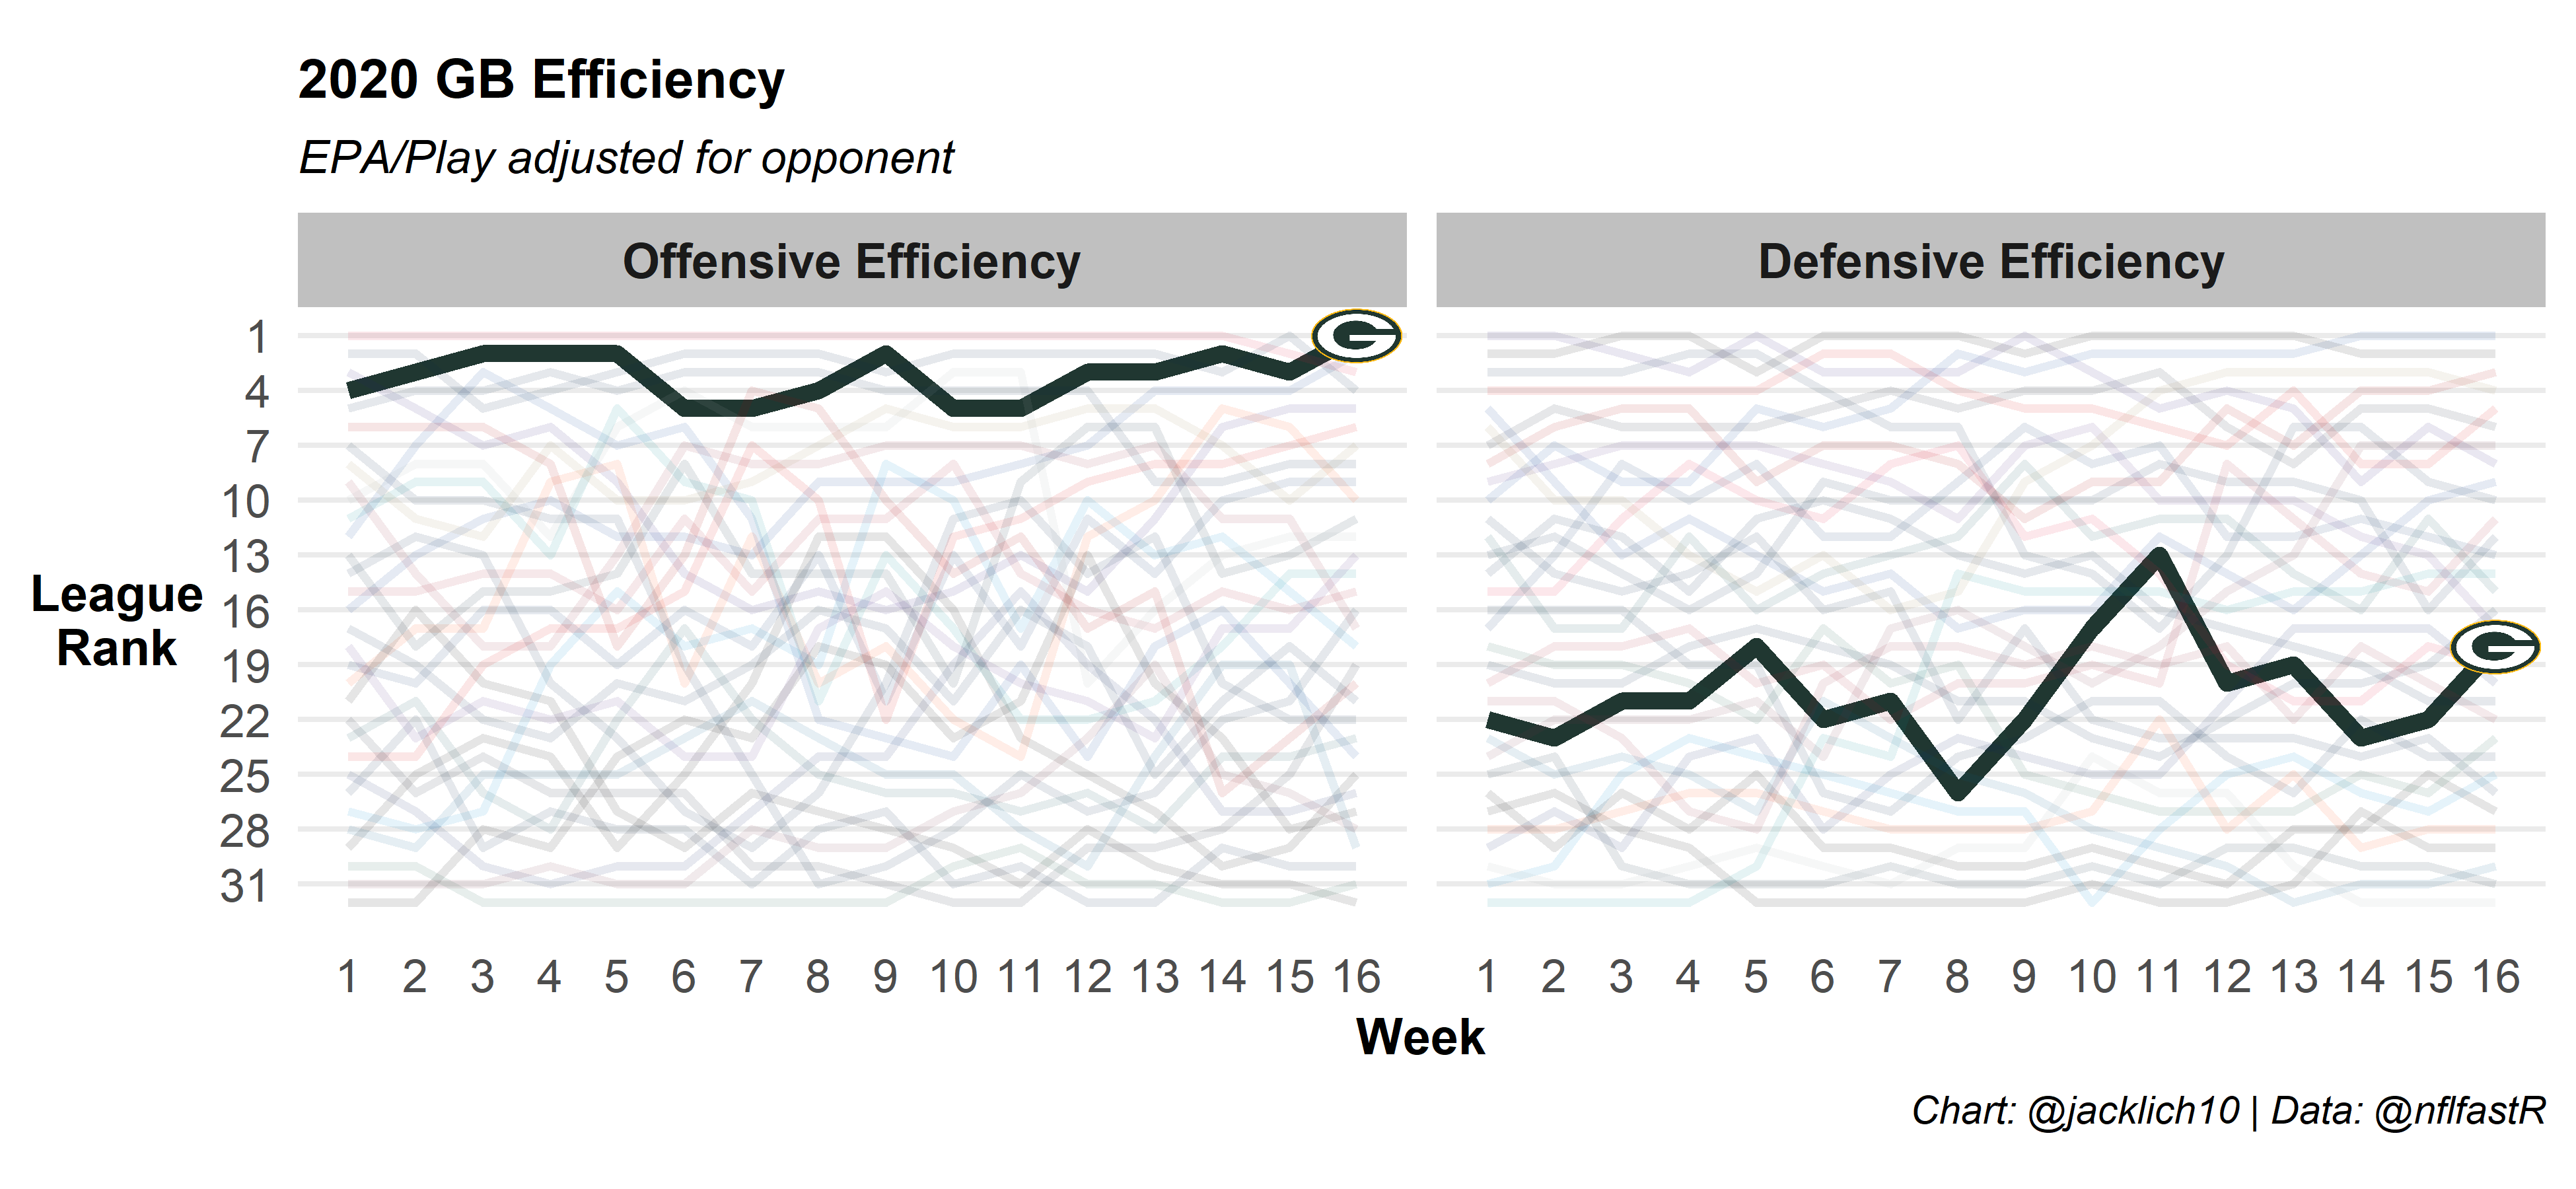 2020 GB Efficiency
EPA/Play adjusted for opponent
Offensive Efficiency
Defensive Efficiency
League
Rank
1
4
7
10
13
16
19
22
25
28
31
1 2 3 4 5 6 7 8 9 10 11 12 13 14 15 16
1 2 3 4 5 6 7 8 9 10 11 12 13 14 15 16
Week
G
G
Chart: @jacklich10 | Data: @nflfastR